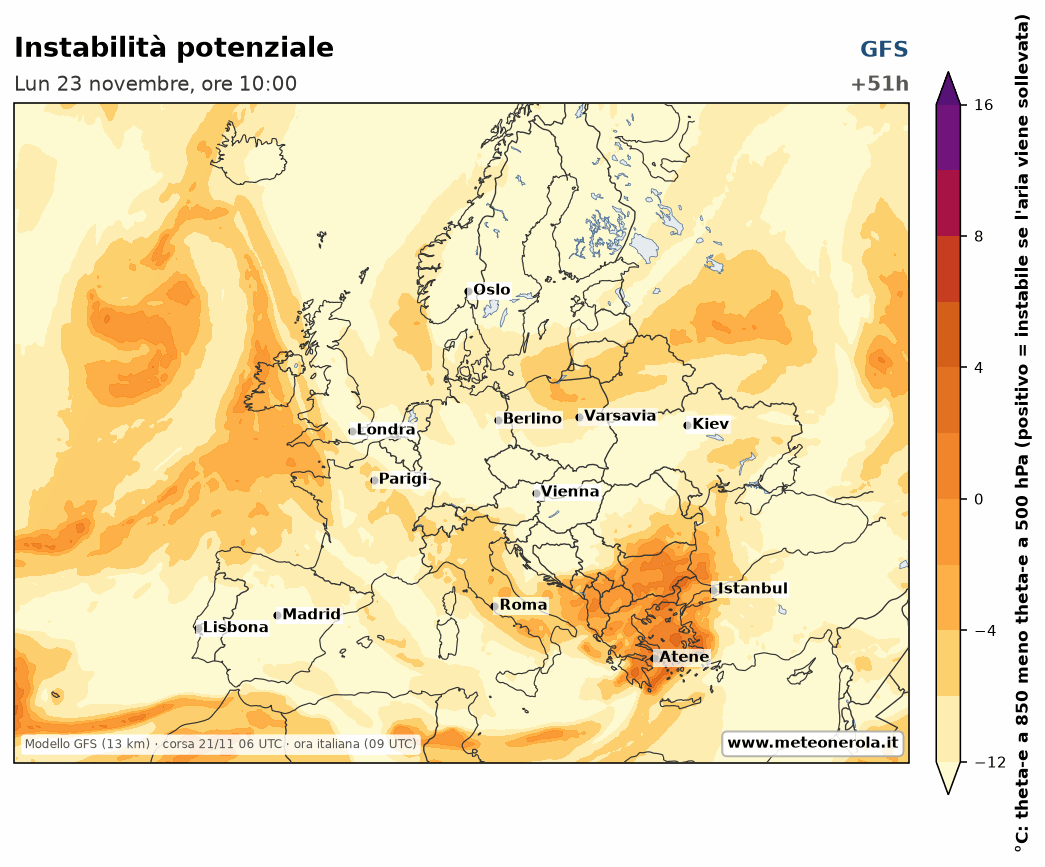 Instabilità potenziale
GFS
Lun 23 novembre, ore 10:00
+51h
16
8
4
0
−4
−12
°C: theta-e a 850 meno theta-e a 500 hPa (positivo = instabile se l'aria viene sollevata)
Oslo
Berlino
Varsavia
Kiev
Londra
Parigi
Vienna
Istanbul
Roma
Madrid
Lisbona
Atene
Modello GFS (13 km) · corsa 21/11 06 UTC · ora italiana (09 UTC)
www.meteonerola.it